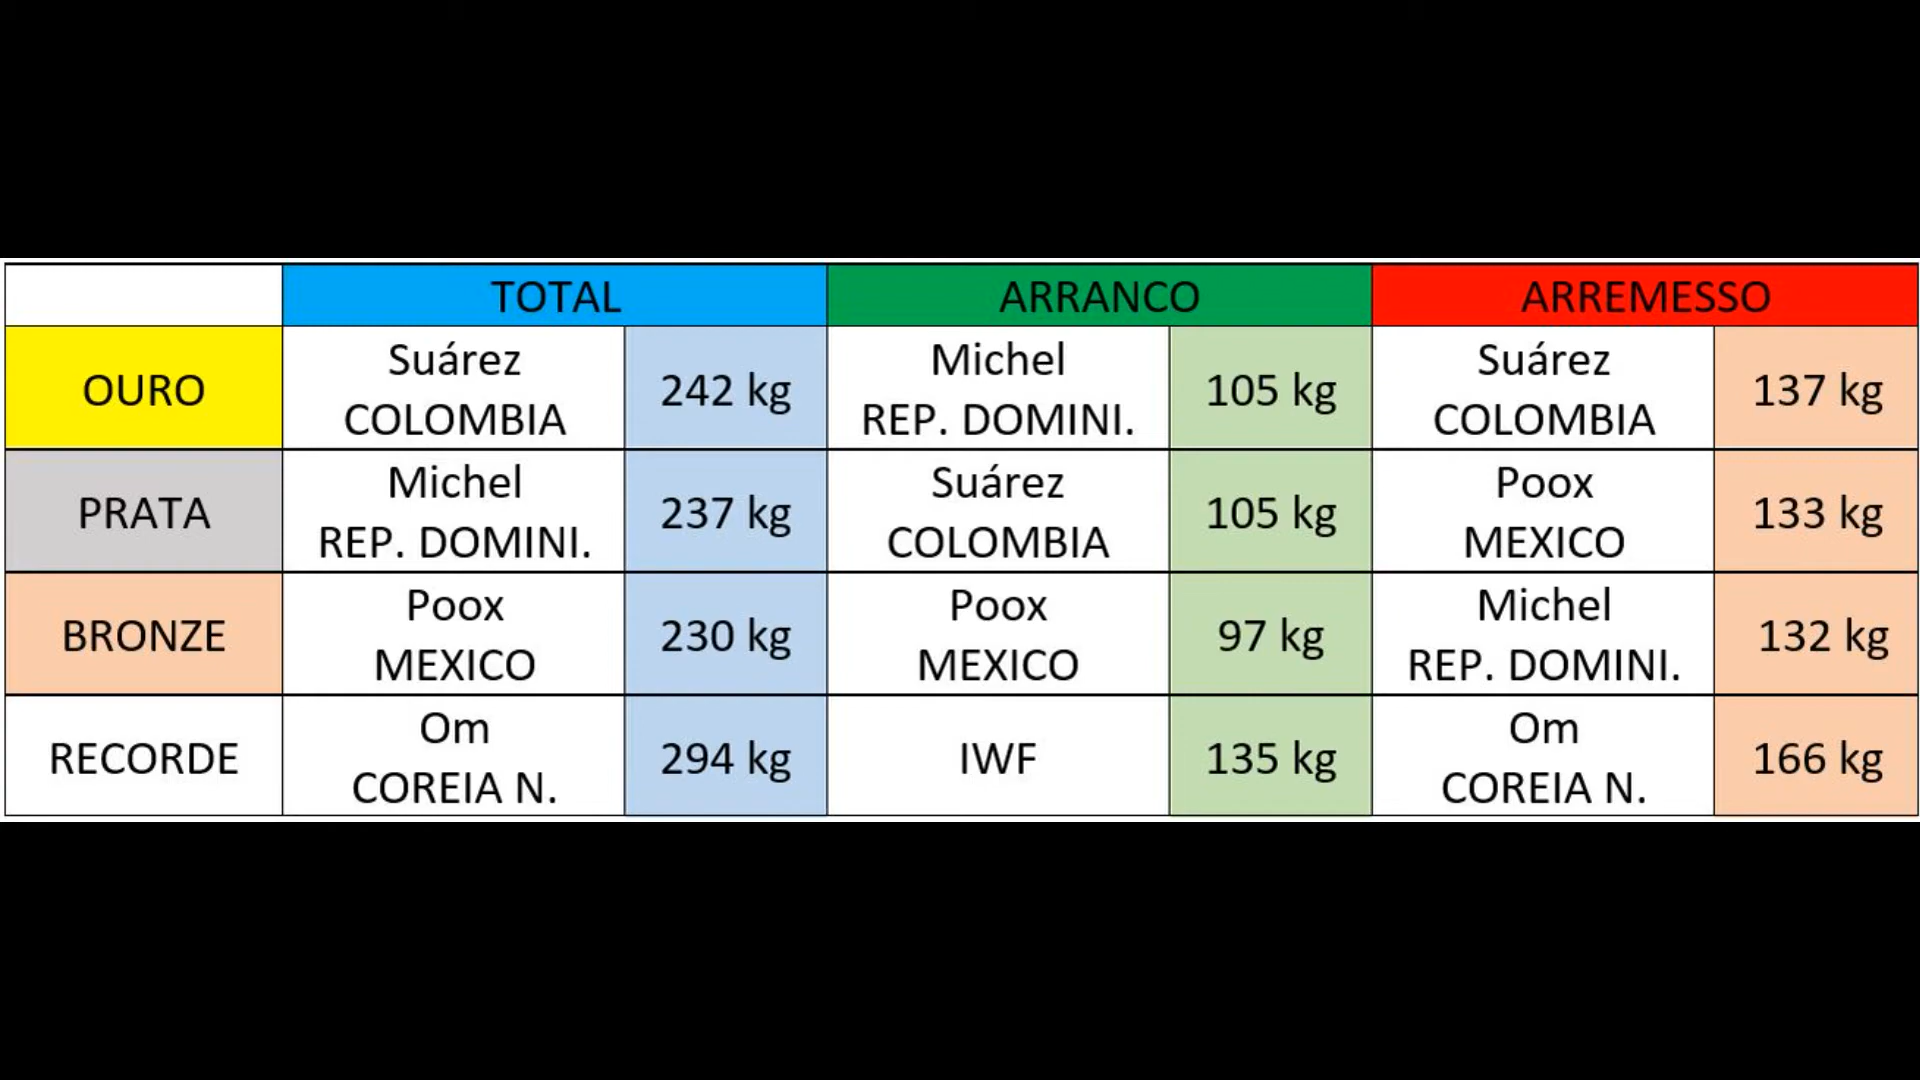 TOTAL ARRANCO ARREMESSO
OURO
Suárez
COLOMBIA
242 kg
Michel
REP. DOMINI.
105 kg
Suárez
COLOMBIA
137 kg
PRATA
Michel
REP. DOMINI.
237 kg
Suárez
COLOMBIA
105 kg
Poox
MEXICO
133 kg
BRONZE
Poox
MEXICO
230 kg
Poox
MEXICO
97 kg
Michel
REP. DOMINI.
132 kg
RECORDE
Om
COREIA N.
294 kg
IWF
135 kg
Om
COREIA N.
166 kg